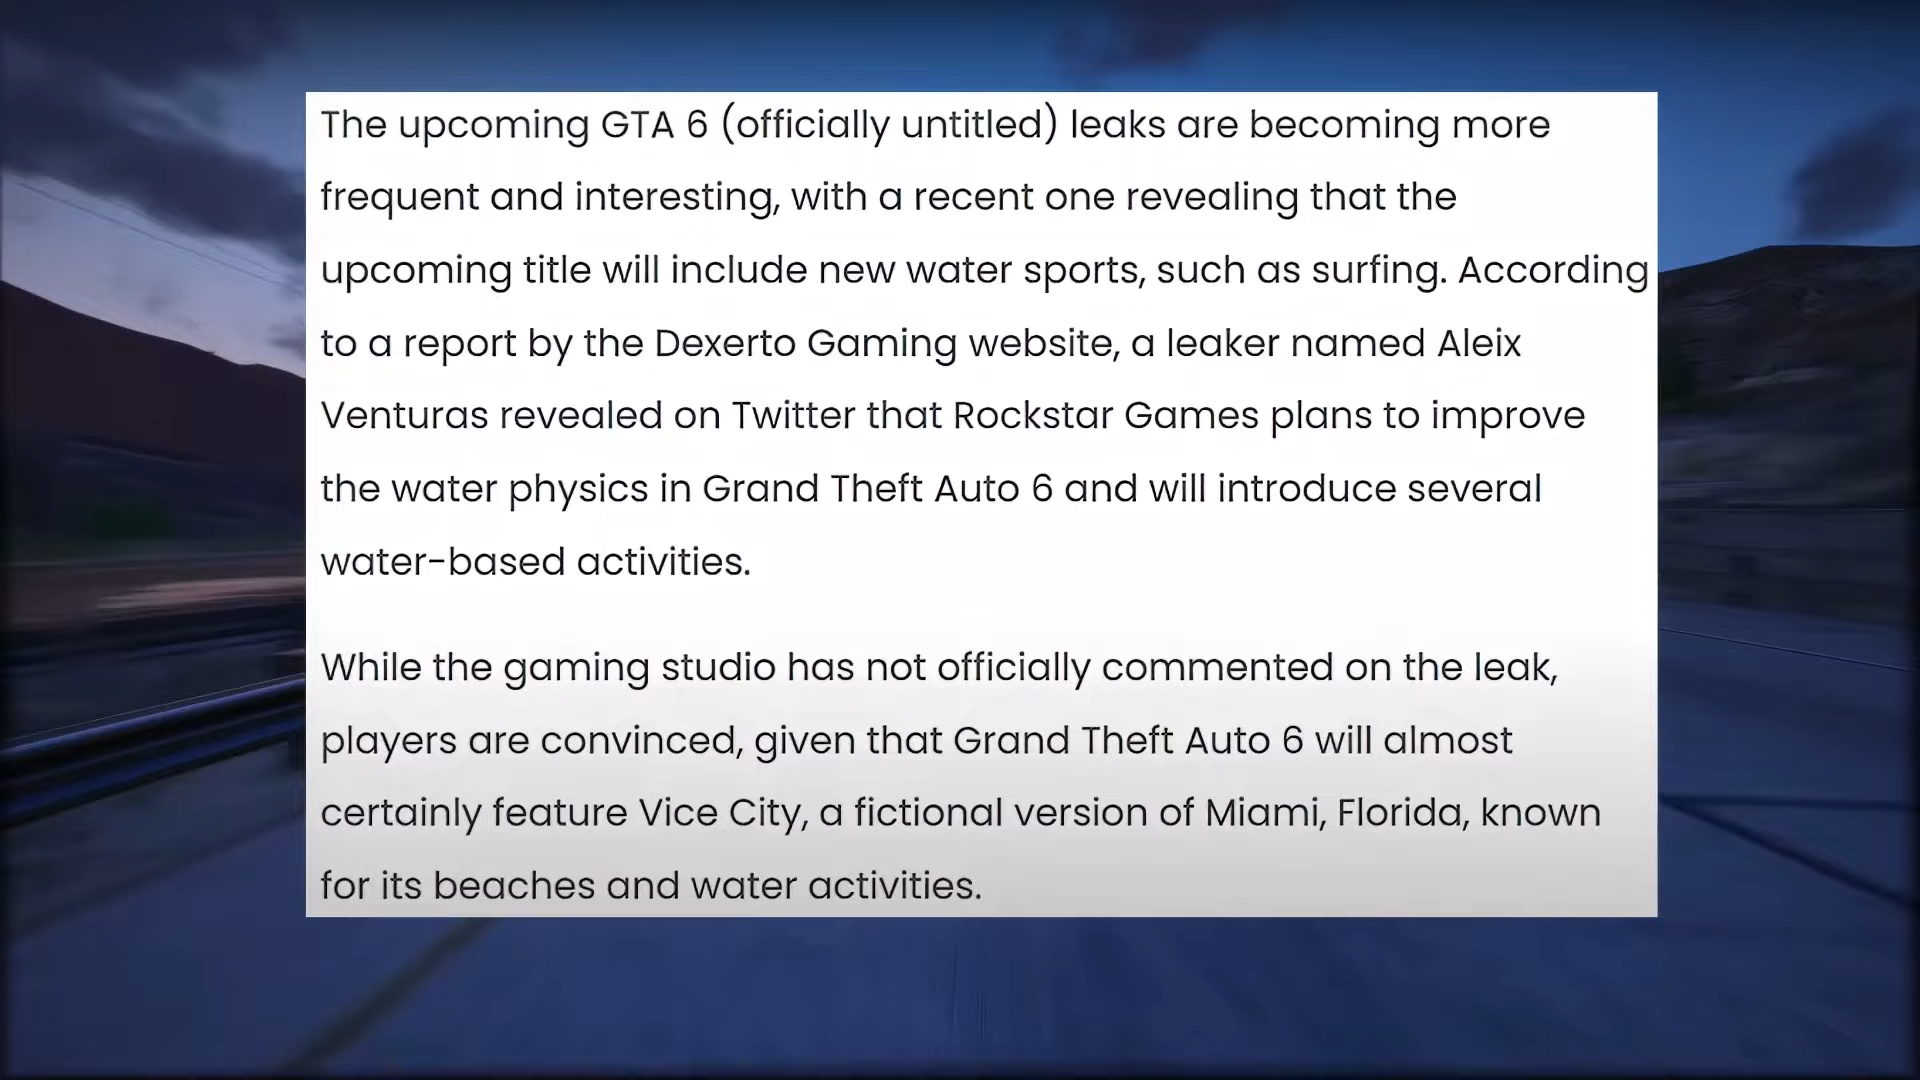 The upcoming GTA 6 (officially untitled) leaks are becoming more
frequent and interesting, with a recent one revealing that the
upcoming title will include new water sports, such as surfing. According
to a report by the Dexerto Gaming website, a leaker named Aleix
Venturas revealed on Twitter that Rockstar Games plans to improve
the water physics in Grand Theft Auto 6 and will introduce several
water-based activities.
While the gaming studio has not officially commented on the leak,
players are convinced, given that Grand Theft Auto 6 will almost
certainly feature Vice City, a fictional version of Miami, Florida, known
for its beaches and water activities.